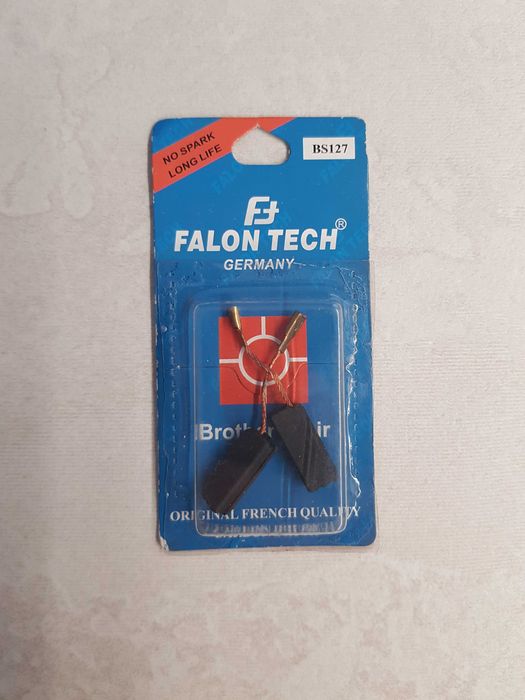 NO SPARK
LONG LIFE
BS127
FALON TECH®
GERMANY
ORIGINAL FRENCH QUALITY